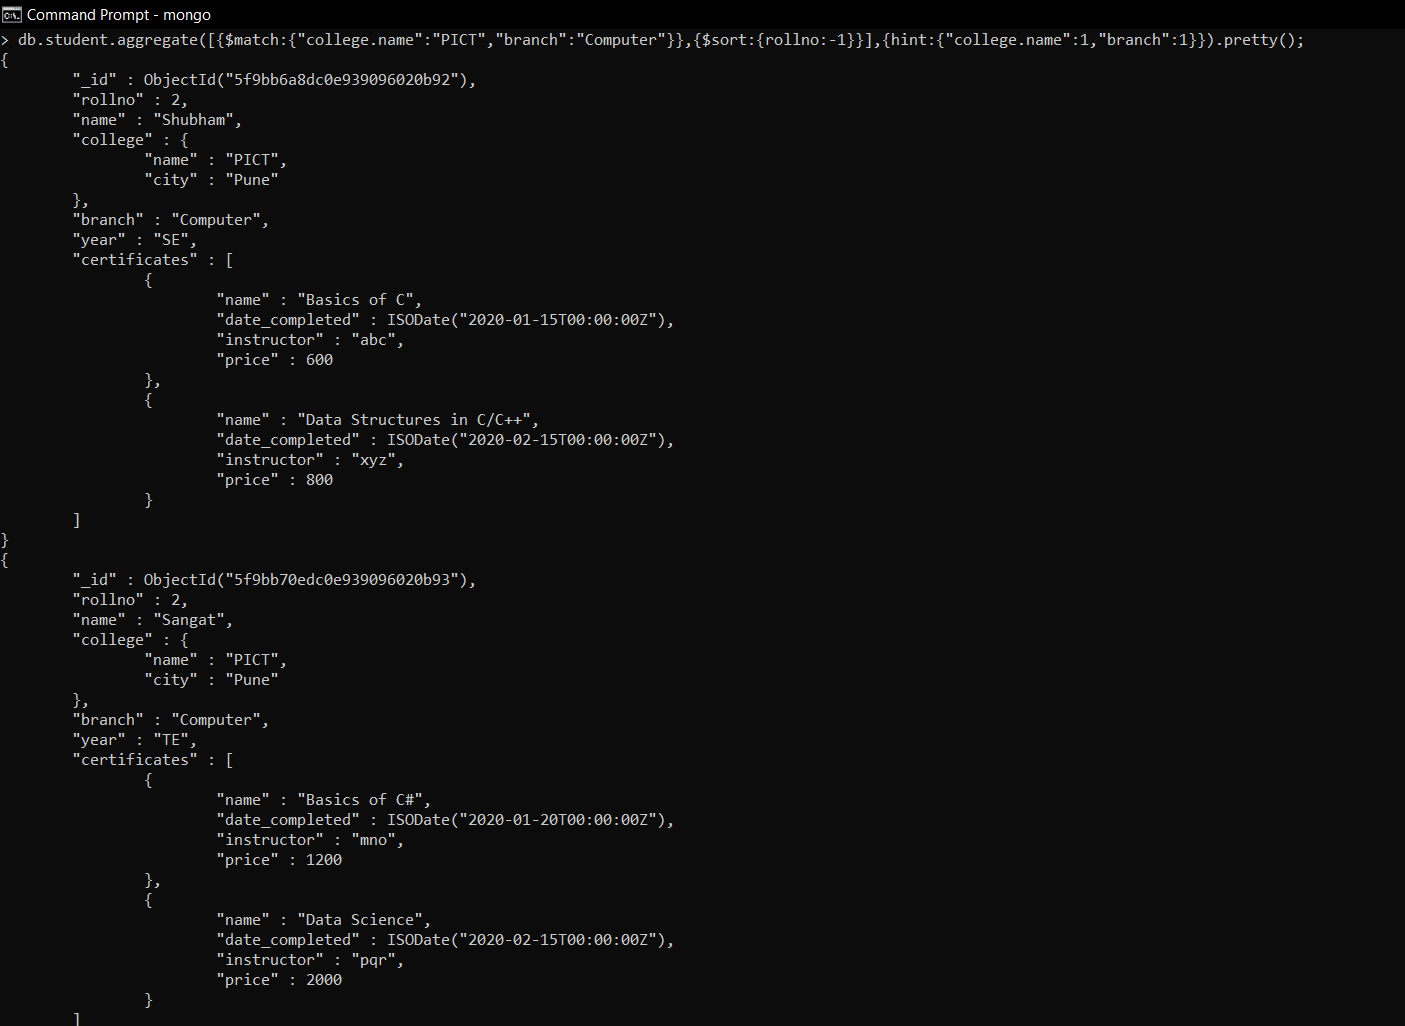 Command Prompt - mongo
> db.student.aggregate([{$match:{"college.name":"PICT","branch":"Computer"}},{$sort:{rollno:-1}}],{hint:{"college.name":1,"branch":1}}).pretty();
{
        "_id" : ObjectId("5f9bb6a8dc0e939096020b92"),
        "rollno" : 2,
        "name" : "Shubham",
        "college" : {
                "name" : "PICT",
                "city" : "Pune"
        },
        "branch" : "Computer",
        "year" : "SE",
        "certificates" : [
                {
                        "name" : "Basics of C",
                        "date_completed" : ISODate("2020-01-15T00:00:00Z"),
                        "instructor" : "abc",
                        "price" : 600
                },
                {
                        "name" : "Data Structures in C/C++",
                        "date_completed" : ISODate("2020-02-15T00:00:00Z"),
                        "instructor" : "xyz",
                        "price" : 800
                }
        ]
}
{
        "_id" : ObjectId("5f9bb70edc0e939096020b93"),
        "rollno" : 2,
        "name" : "Sangat",
        "college" : {
                "name" : "PICT",
                "city" : "Pune"
        },
        "branch" : "Computer",
        "year" : "TE",
        "certificates" : [
                {
                        "name" : "Basics of C#",
                        "date_completed" : ISODate("2020-01-20T00:00:00Z"),
                        "instructor" : "mno",
                        "price" : 1200
                },
                {
                        "name" : "Data Science",
                        "date_completed" : ISODate("2020-02-15T00:00:00Z"),
                        "instructor" : "pqr",
                        "price" : 2000
                }
        ]